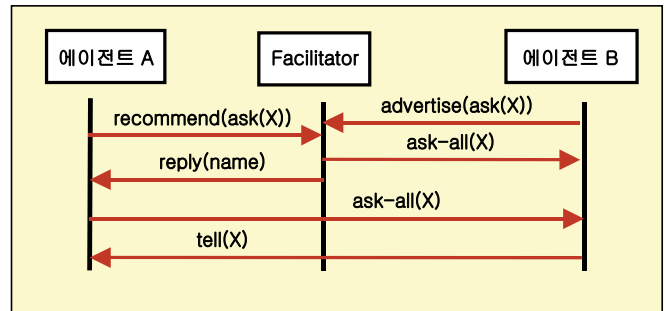 에이전트 A
Facilitator
에이전트 B
recommend(ask(X))
advertise(ask(X))
ask-all(X)
reply(name)
ask-all(X)
tell(X)